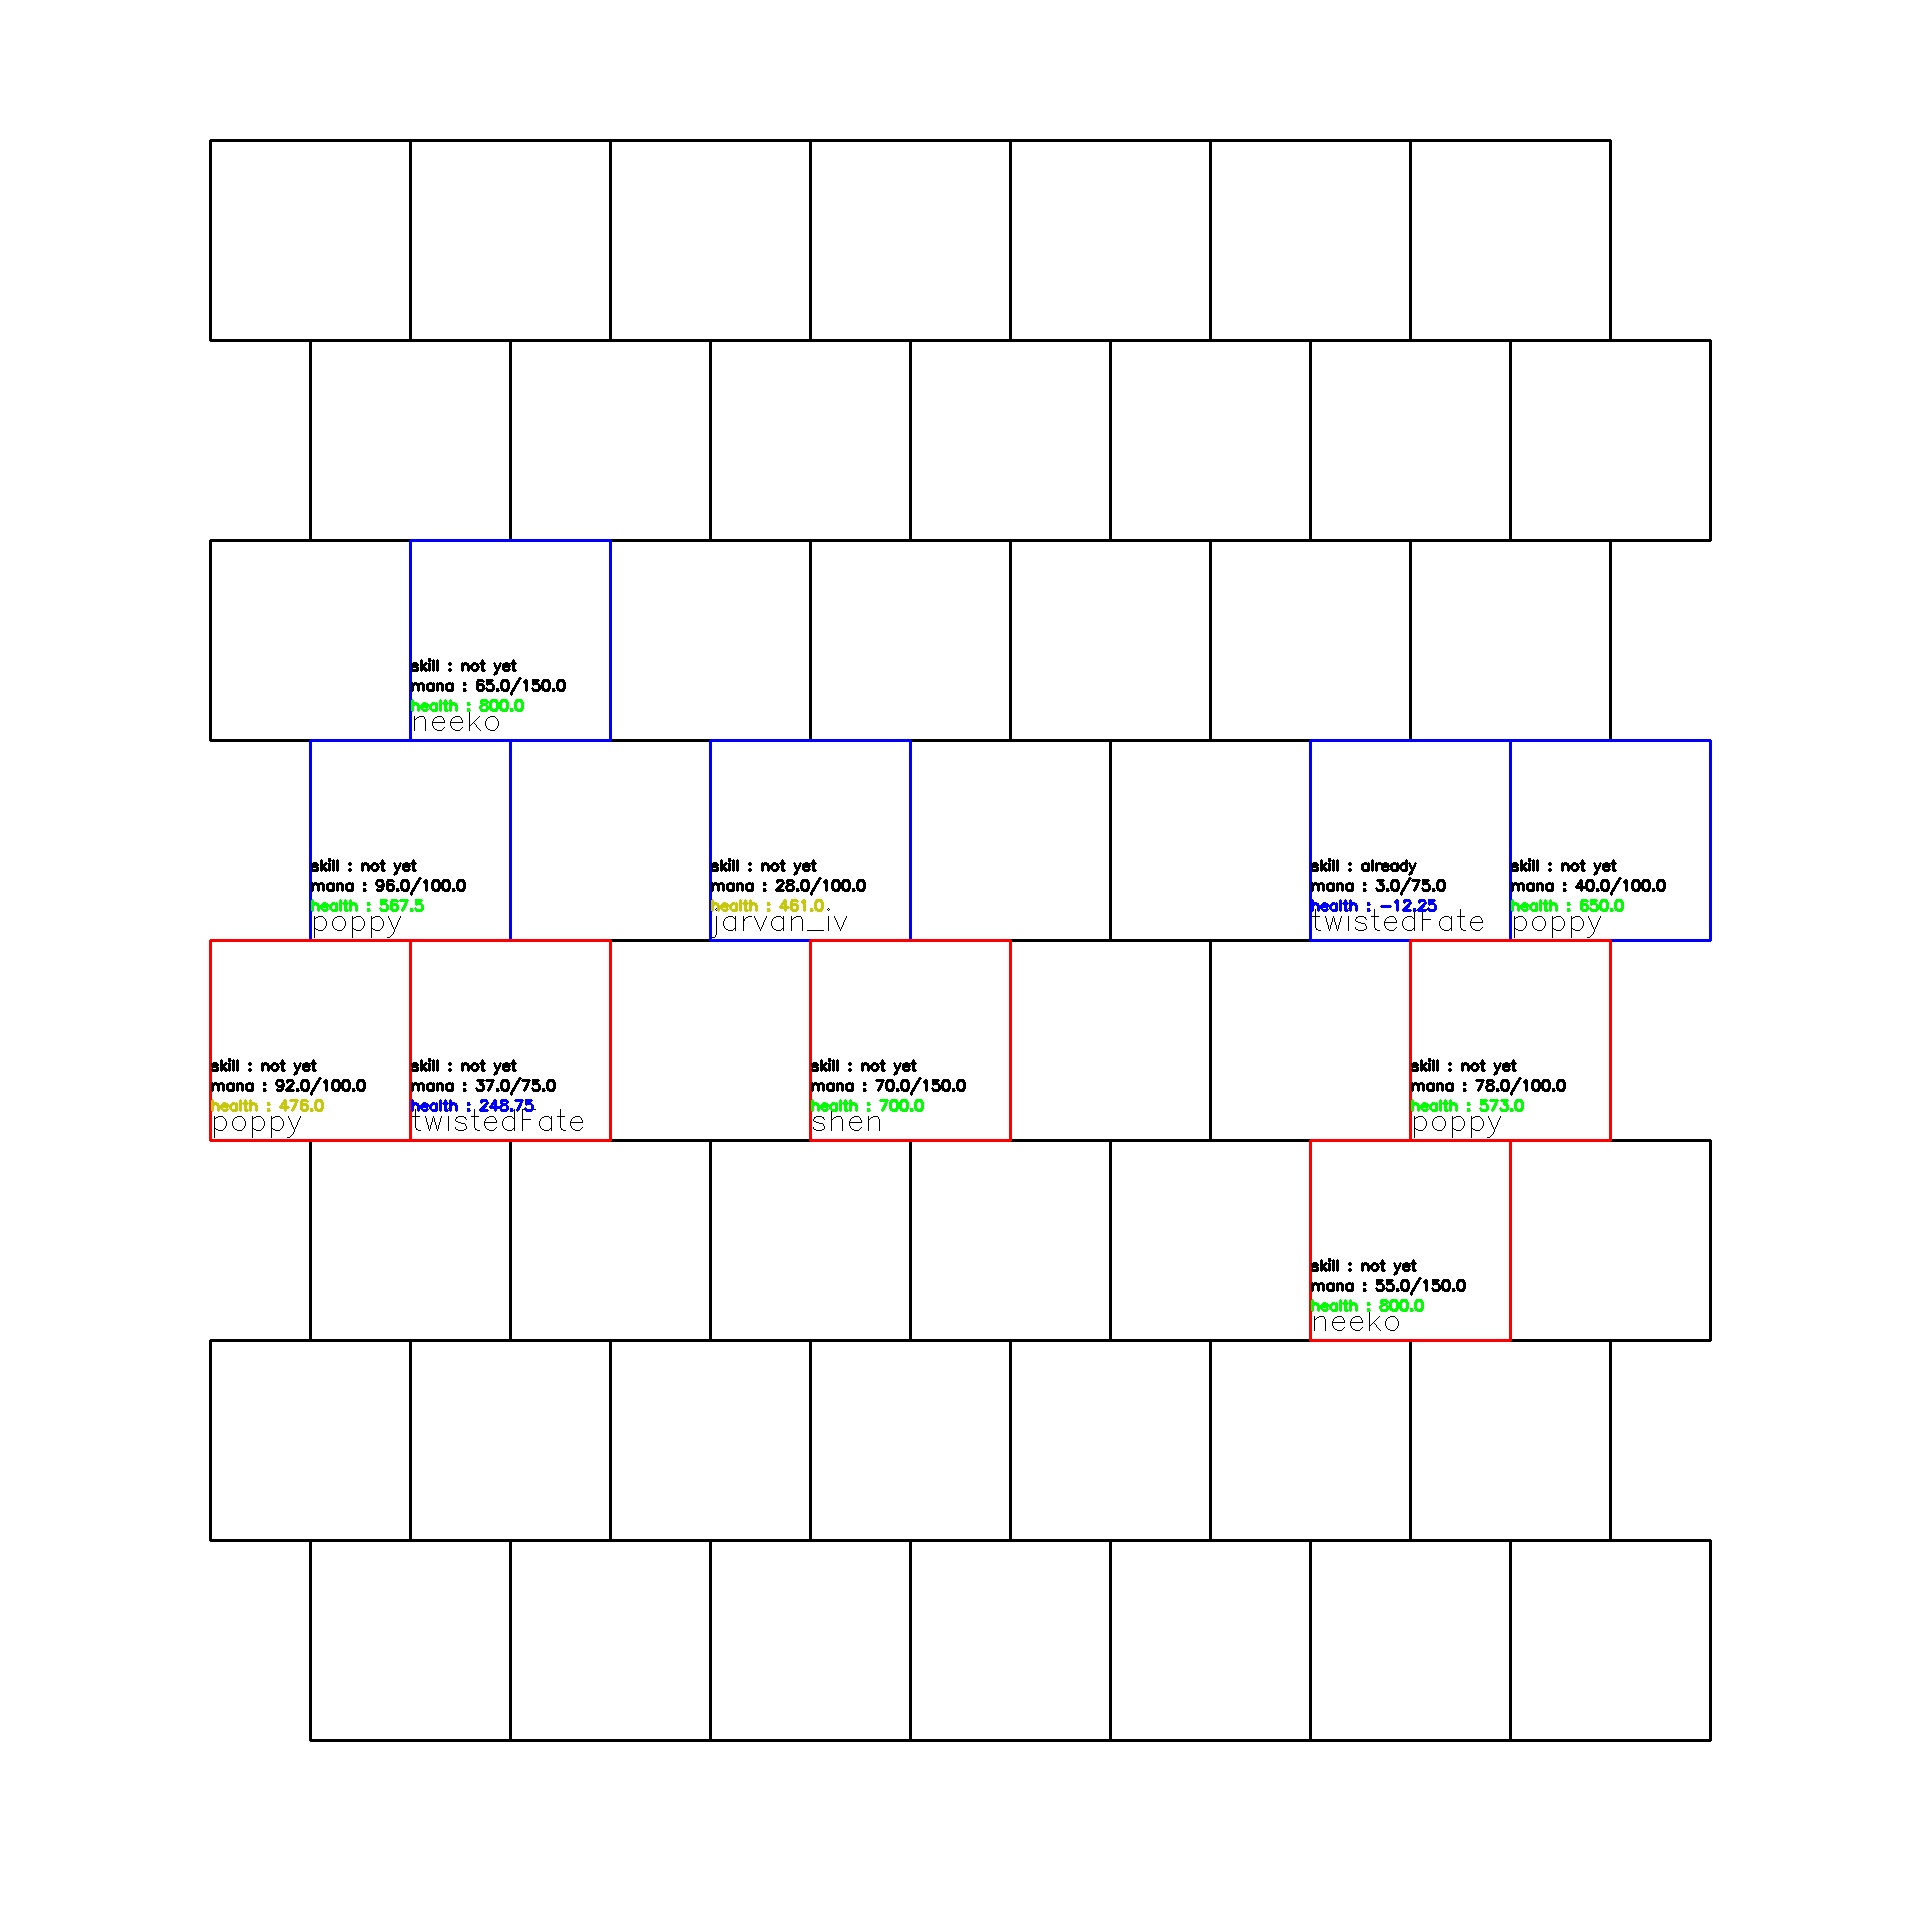 skill : not yet
mana : 65.0/150.0
health : 800.0
neeko
skill : not yet
mana : 96.0/100.0
health : 567.5
poppy
skill : not yet
mana : 28.0/100.0
health : 461.0
jarvan_iv
skill : already
mana : 3.0/75.0
health : -12.25
twistedFate
skill : not yet
mana : 40.0/100.0
health : 650.0
poppy
skill : not yet
mana : 92.0/100.0
health : 476.0
poppy
skill : not yet
mana : 37.0/75.0
health : 248.75
twistedFate
skill : not yet
mana : 70.0/150.0
health : 700.0
shen
skill : not yet
mana : 78.0/100.0
health : 573.0
poppy
skill : not yet
mana : 55.0/150.0
health : 800.0
neeko